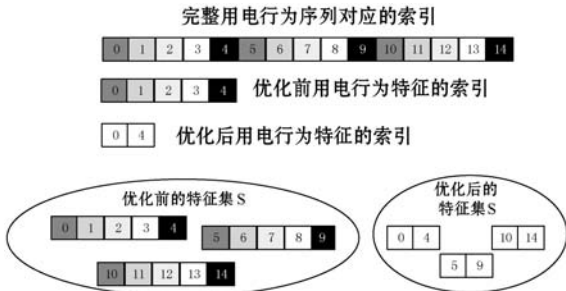 完整用电行为序列对应的索引
0 1 2 3 4 5 6 7 8 9 10 11 12 13 14
0 1 2 3 4 优化前用电行为特征的索引
0 4 优化后用电行为特征的索引
优化前的特征集S
0 1 2 3 4
5 6 7 8 9
10 11 12 13 14
优化后的
特征集S
0 4
10 14
5 9